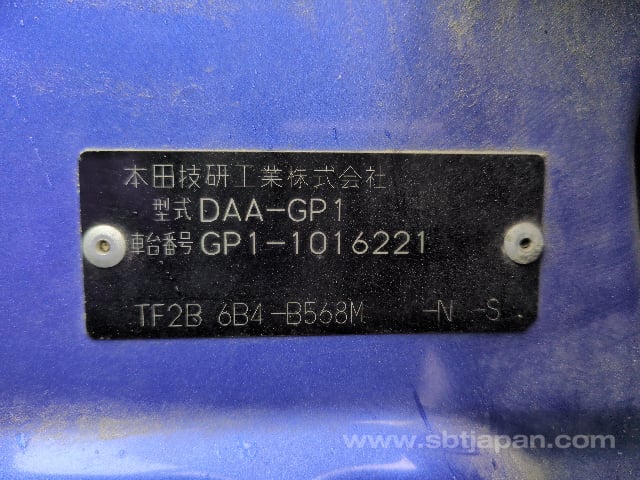 本田技研工業株式会社
型式 DAA-GP1
車台番号 GP1-1016221
TF2B 6B4-B568M -N -S
www.sbtjapan.com